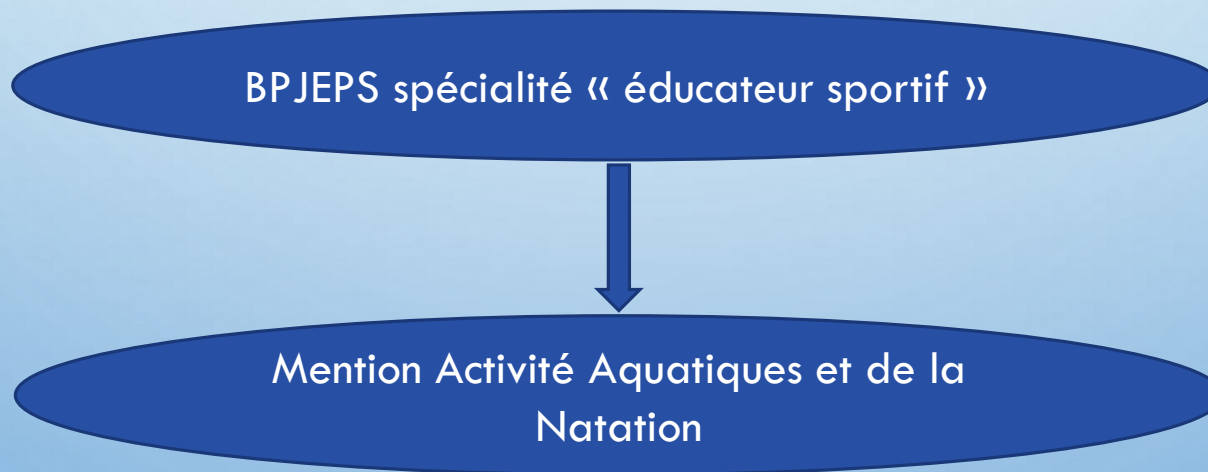 BPJEPS spécialité « éducateur sportif »
Mention Activité Aquatiques et de la
Natation